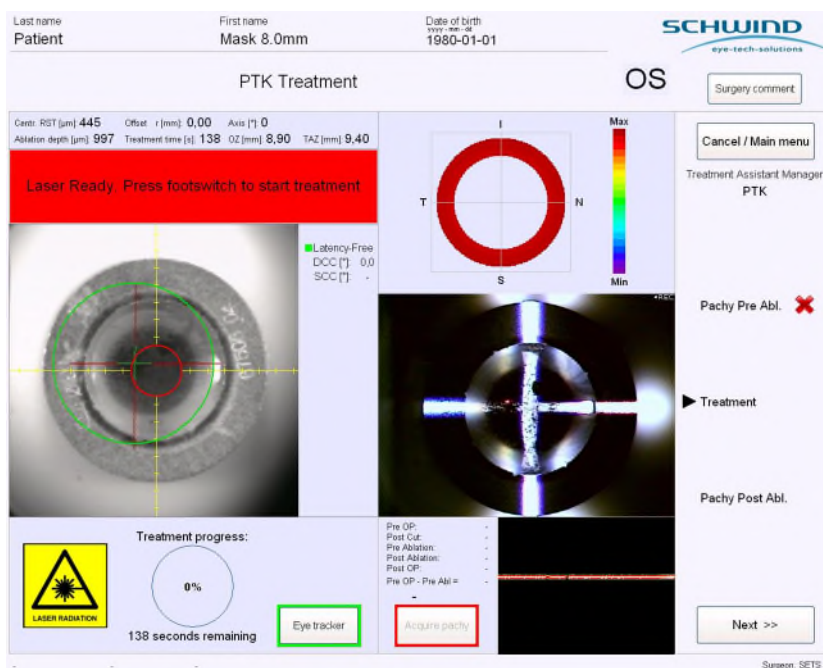 Last name First name Date of birth
yyyy-mm-dd
Patient Mask 8.0mm 1980-01-01
SCHWIND
eye-tech-solutions
PTK Treatment OS
Surgery comment
Centr. RST [µm] 445 Offset r [mm] 0,00 Axis [°] 0
Ablation depth [µm] 997 Treatment time [s] 138 OZ [mm] 8,90 TAZ [mm] 9,40
Laser Ready. Press footswitch to start treatment
Latency-Free
DCC [°] 0,0
SCC [°] -
I
T N
S
Max
Min
Cancel / Main menu
Treatment Assistant Manager
PTK
Pachy Pre Abl.
Treatment
Pachy Post Abl.
Treatment progress:
0%
138 seconds remaining
LASER RADIATION
Eye tracker
Pre OP: -
Post Cut: -
Pre Ablation: -
Post Ablation: -
Post OP: -
Pre OP - Pre Abl = -
-
Acquire pachy
Next >>
Surgeon: SETS